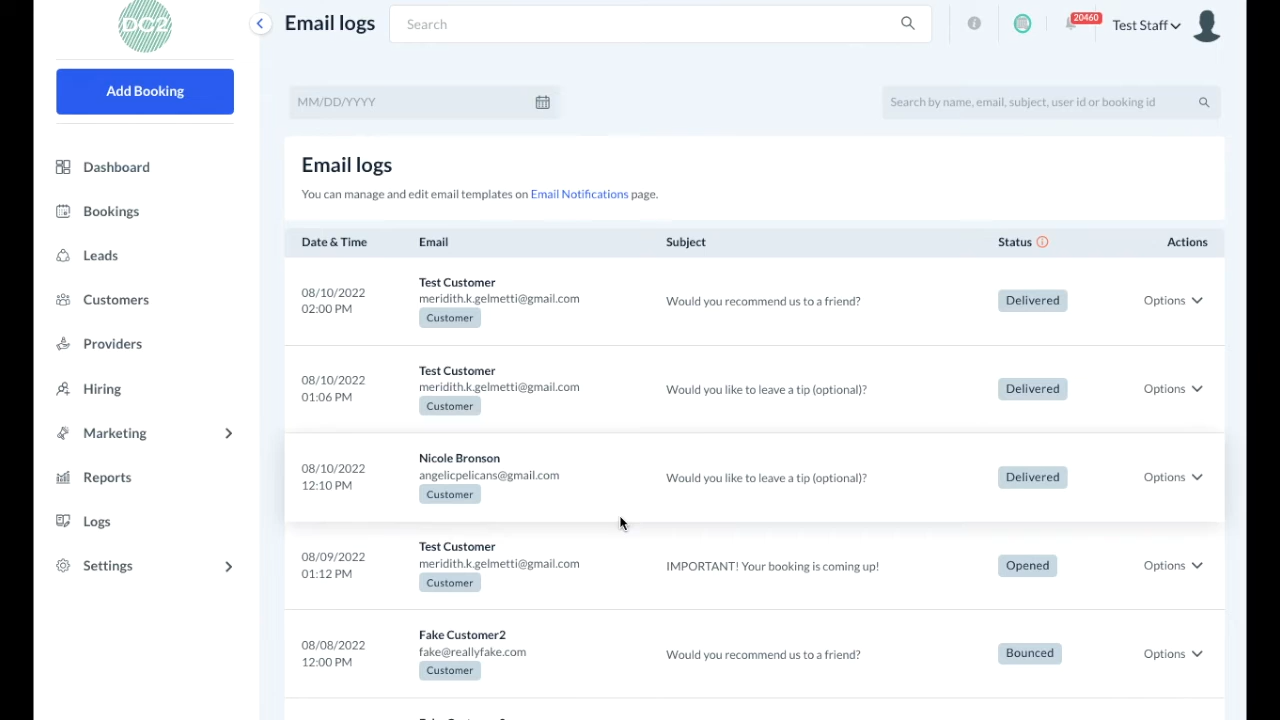 DC2
Email logs
Search
20460
Test Staff
Add Booking
MM/DD/YYYY
Search by name, email, subject, user id or booking id
Dashboard
Bookings
Leads
Customers
Providers
Hiring
Marketing
Reports
Logs
Settings
Email logs
You can manage and edit email templates on Email Notifications page.
Date & Time Email Subject Status Actions
08/10/2022
02:00 PM
Test Customer
meridith.k.gelmetti@gmail.com
Customer
Would you recommend us to a friend?
Delivered
Options
08/10/2022
01:06 PM
Test Customer
meridith.k.gelmetti@gmail.com
Customer
Would you like to leave a tip (optional)?
Delivered
Options
08/10/2022
12:10 PM
Nicole Bronson
angelicpelicans@gmail.com
Customer
Would you like to leave a tip (optional)?
Delivered
Options
08/09/2022
01:12 PM
Test Customer
meridith.k.gelmetti@gmail.com
Customer
IMPORTANT! Your booking is coming up!
Opened
Options
08/08/2022
12:00 PM
Fake Customer2
fake@reallyfake.com
Customer
Would you recommend us to a friend?
Bounced
Options